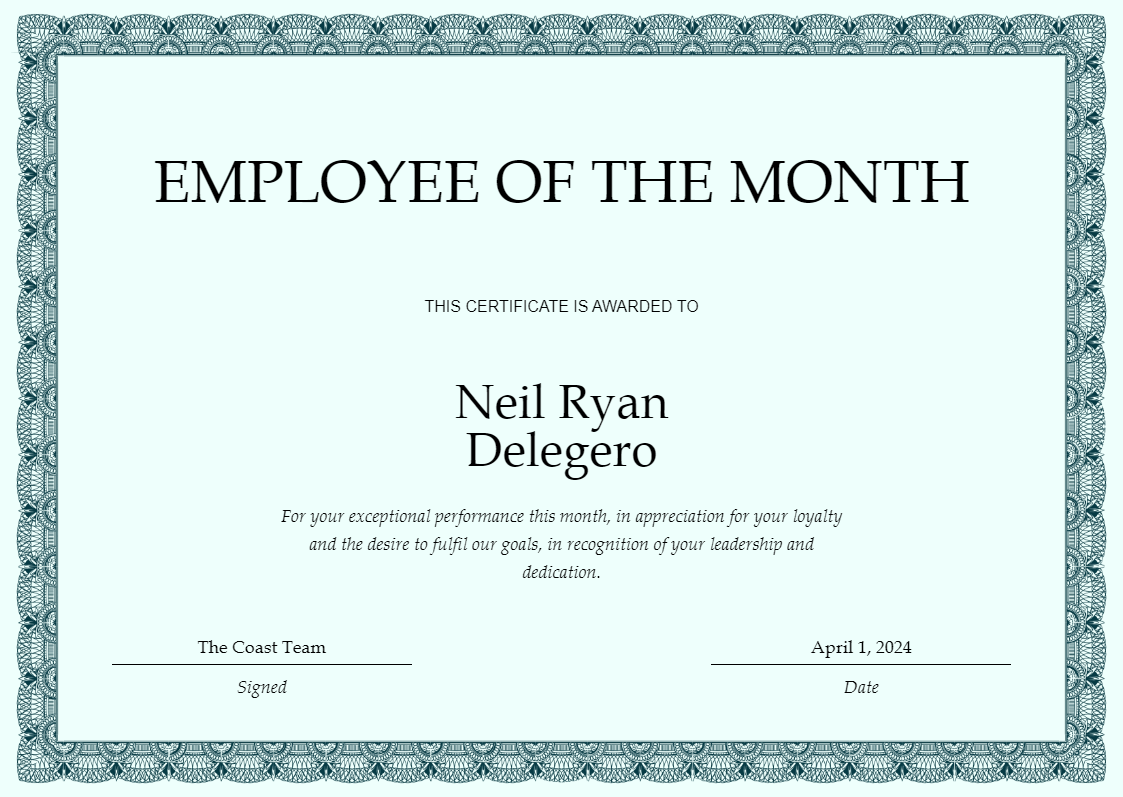 EMPLOYEE OF THE MONTH
THIS CERTIFICATE IS AWARDED TO
Neil Ryan
Delegero
For your exceptional performance this month, in appreciation for your loyalty
and the desire to fulfil our goals, in recognition of your leadership and
dedication.
The Coast Team
Signed
April 1, 2024
Date